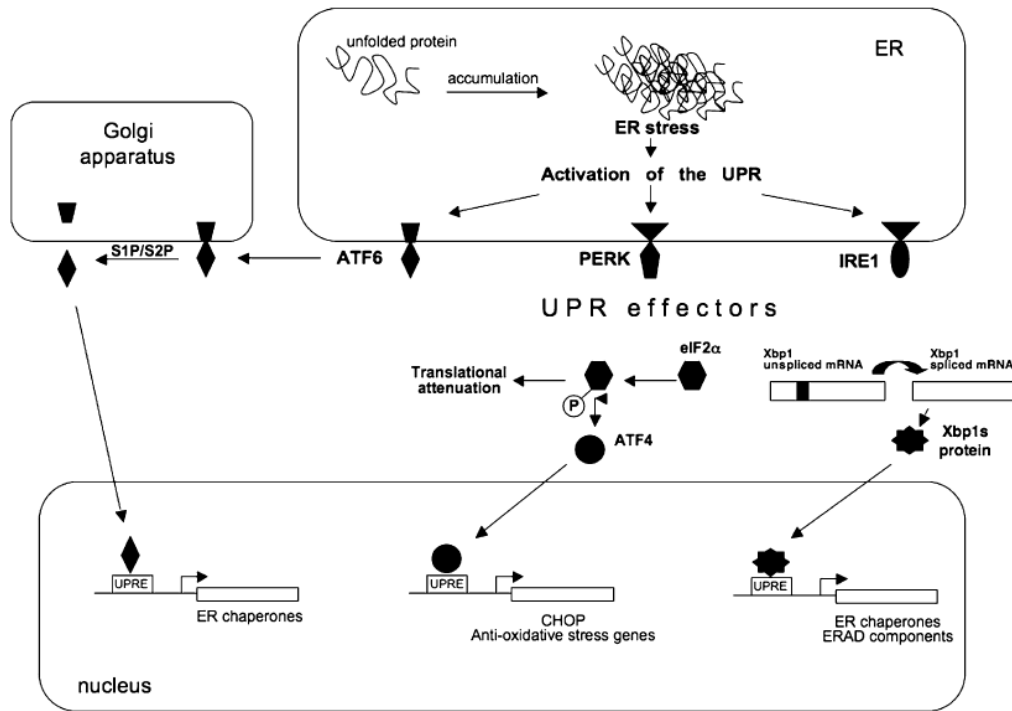 unfolded protein
ER
accumulation
ER stress
Activation of the UPR
Golgi
apparatus
S1P/S2P
ATF6
PERK
IRE1
UPR effectors
eIF2α
Translational
attenuation
P
ATF4
Xbp1
unspliced mRNA
Xbp1
spliced mRNA
Xbp1s
protein
UPRE
ER chaperones
UPRE
CHOP
Anti-oxidative stress genes
UPRE
ER chaperones
ERAD components
nucleus